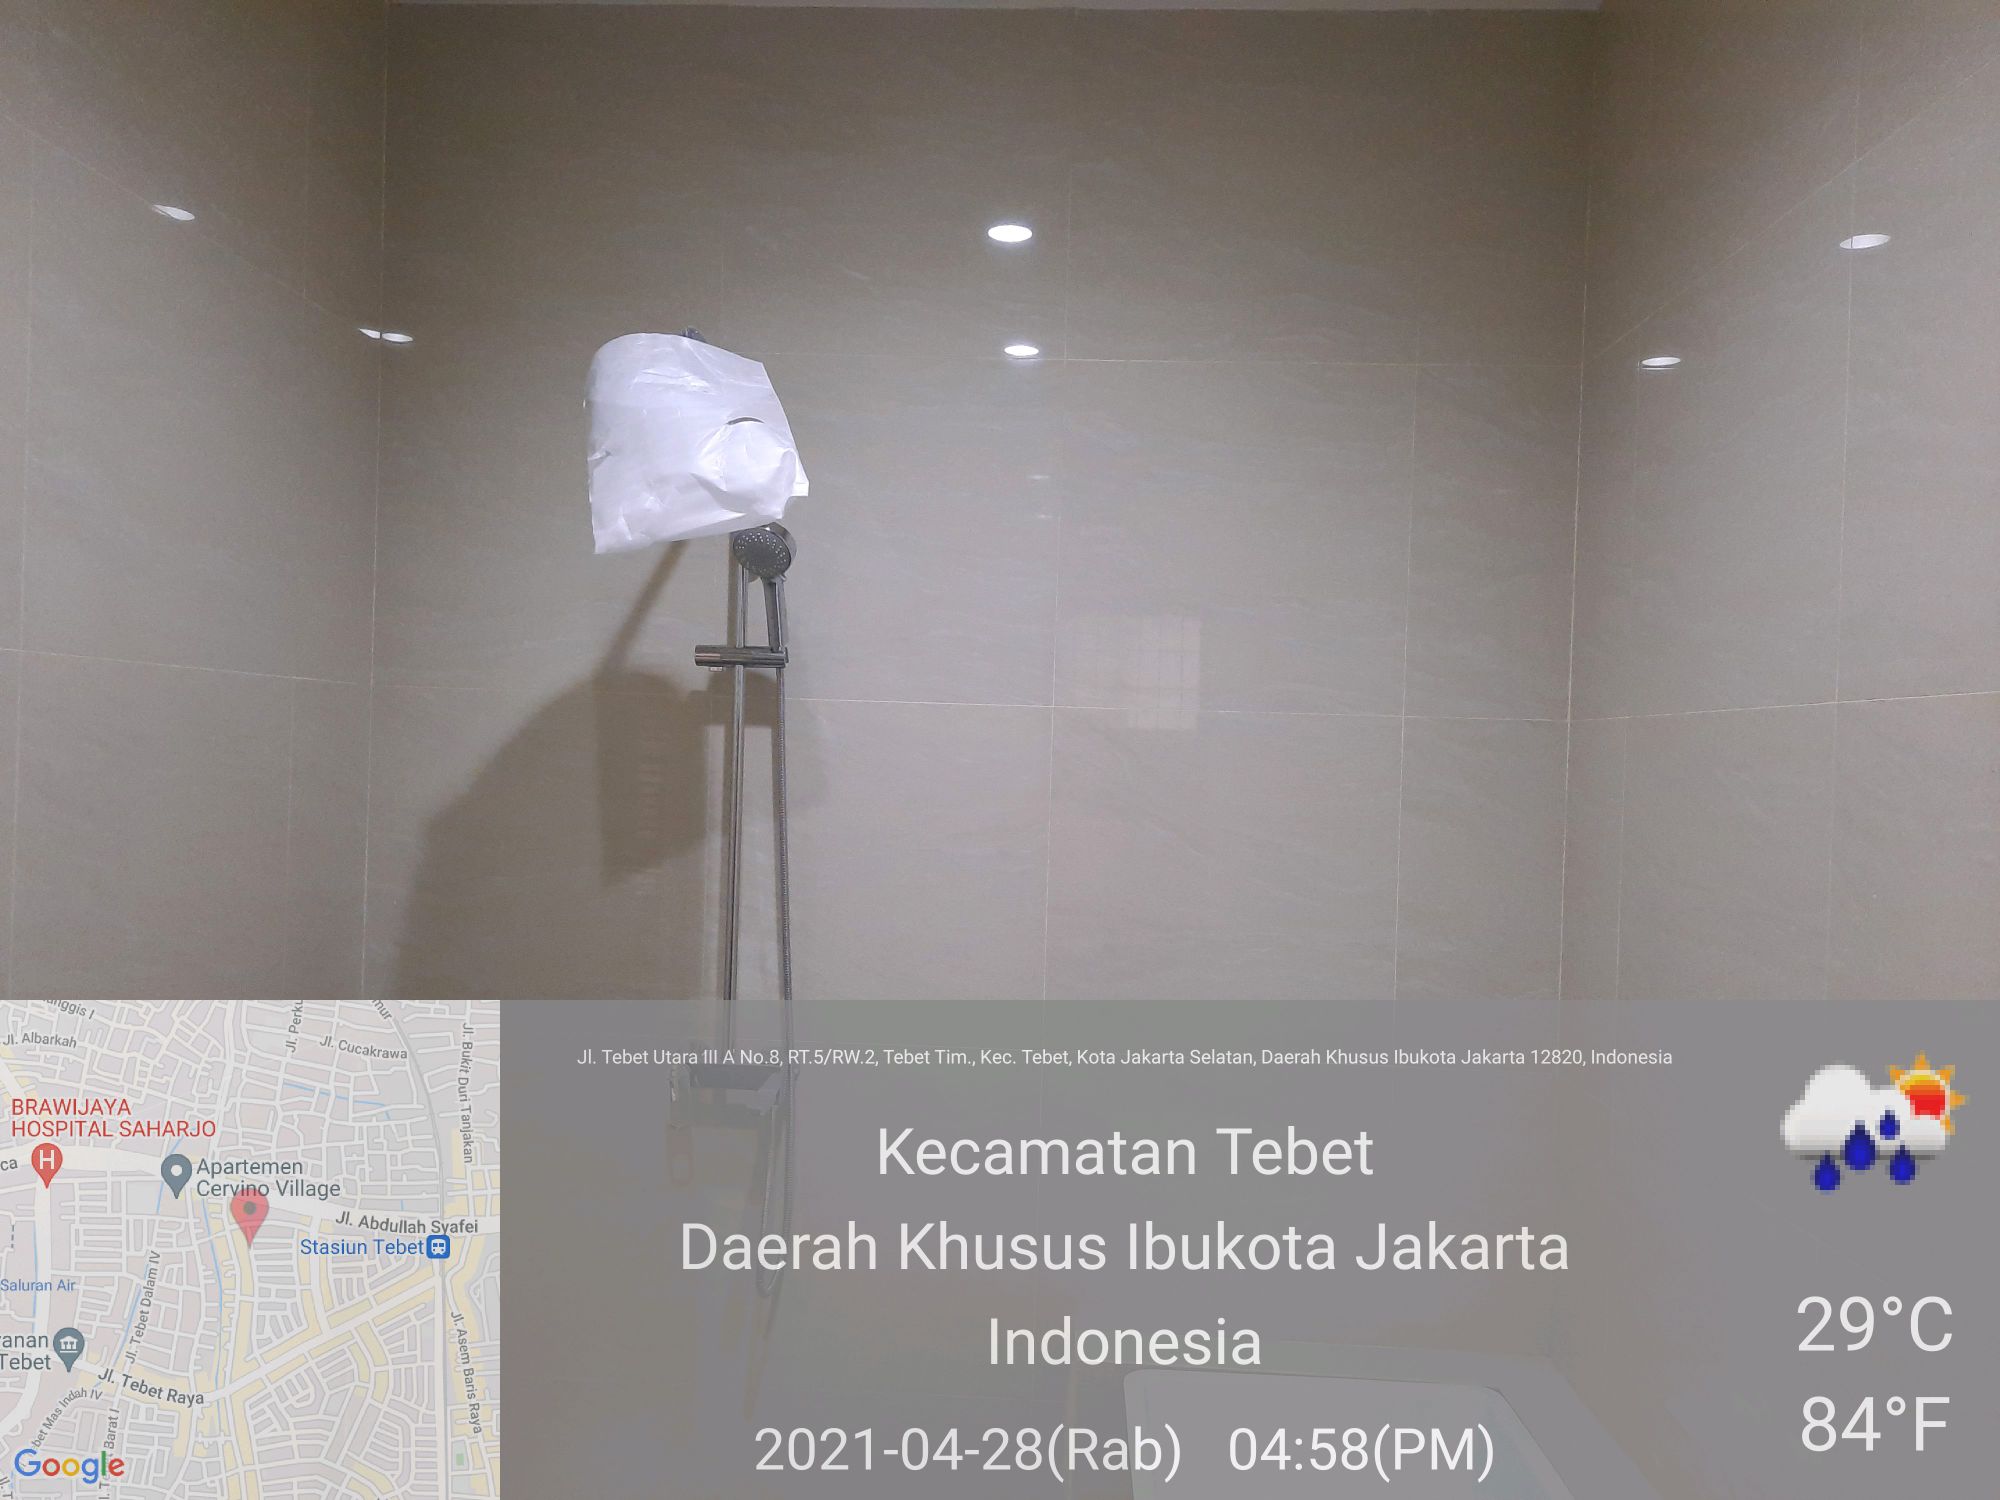 Jl. Tebet Utara III A No.8, RT.5/RW.2, Tebet Tim., Kec. Tebet, Kota Jakarta Selatan, Daerah Khusus Ibukota Jakarta 12820, Indonesia
Kecamatan Tebet
Daerah Khusus Ibukota Jakarta
Indonesia
2021-04-28(Rab) 04:58(PM)
29°C
84°F
Jl. Albarkah
Jl. Cucakrawa
Jl. Bukit Duri Tanjakan
BRAWIJAYA
HOSPITAL SAHARJO
H
Apartemen
Cervino Village
Jl. Abdullah Syafei
Stasiun Tebet
Saluran Air
Jl. Tebet Dalam IV
Tebet
Jl. Tebet Raya
Jl. Asem Baris Raya
Google